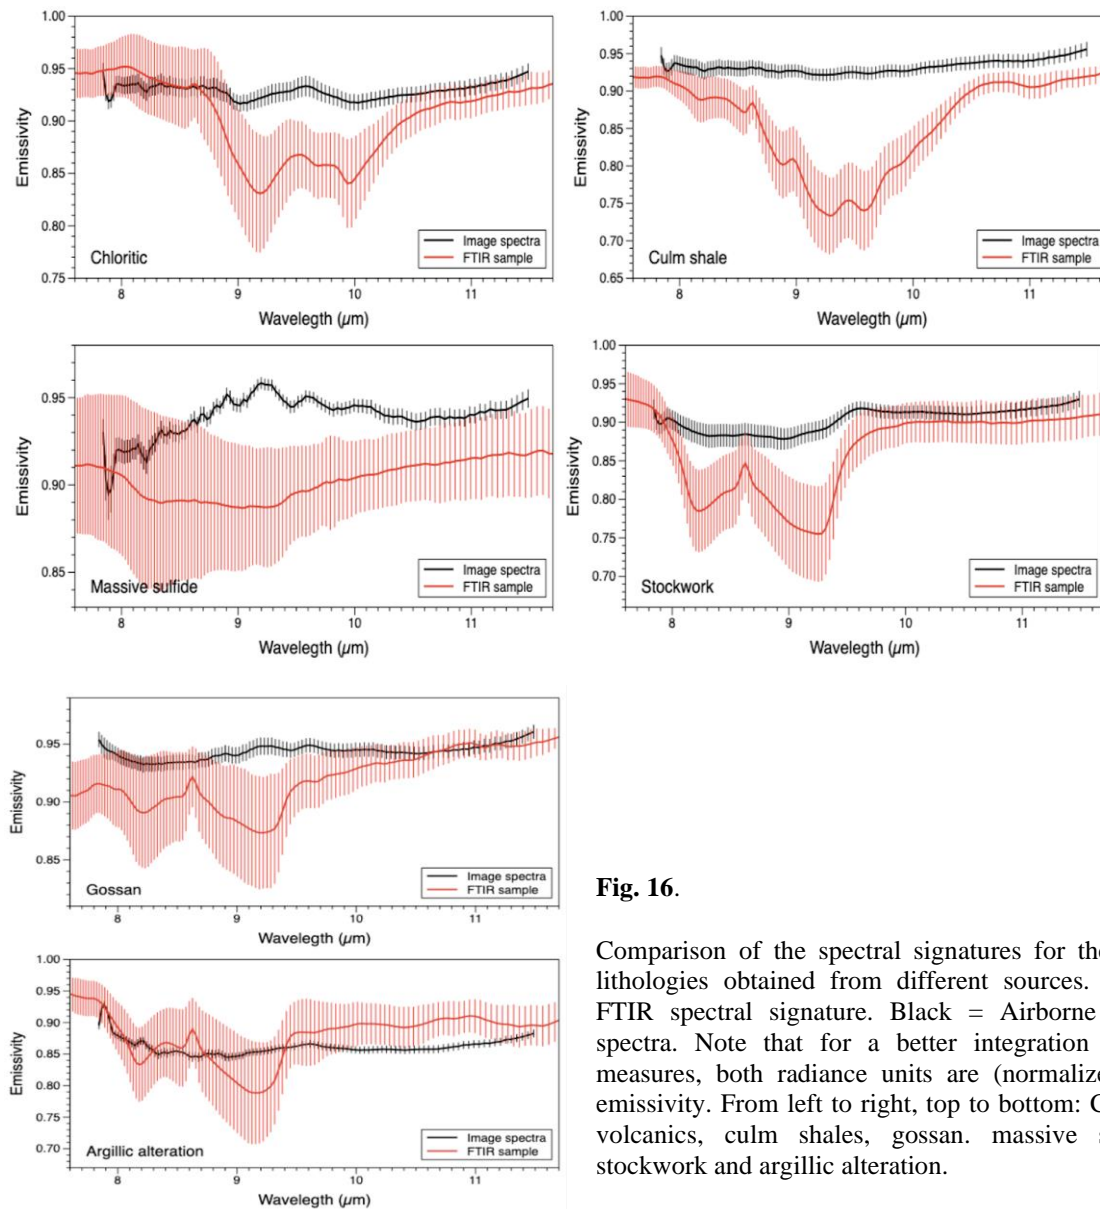 1.00
0.95
0.90
0.85
0.80
0.75
Emissivity
Chloritic
Image spectra
FTIR sample
8
9
10
11
Wavelegth (µm)
1.00
0.95
0.90
0.85
0.80
0.75
0.70
0.65
Emissivity
Culm shale
Image spectra
FTIR sample
8
9
10
11
Wavelegth (µm)
0.95
0.90
0.85
Emissivity
Massive sulfide
Image spectra
FTIR sample
8
9
10
11
Wavelegth (µm)
1.00
0.95
0.90
0.85
0.80
0.75
0.70
Emissivity
Stockwork
Image spectra
FTIR sample
8
9
10
11
Wavelegth (µm)
0.95
0.90
0.85
Emissivity
Gossan
Image spectra
FTIR sample
8
9
10
11
Wavelegth (µm)
1.00
0.95
0.90
0.85
0.80
0.75
0.70
Emissivity
Argillic alteration
Image spectra
FTIR sample
8
9
10
11
Wavelegth (µm)
Fig. 16.
Comparison of the spectral signatures for the
lithologies obtained from different sources.
FTIR spectral signature. Black = Airborne
spectra. Note that for a better integration
measures, both radiance units are (normalize
emissivity. From left to right, top to bottom: C
volcanics, culm shales, gossan. massive s
stockwork and argillic alteration.